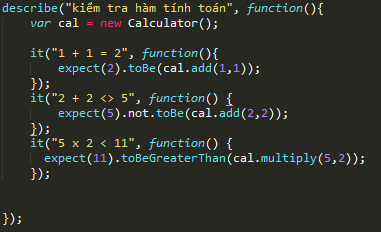 describe("kiểm tra hàm tính toán", function(){
var cal = new Calculator();
it("1 + 1 = 2", function(){
expect(2).toBe(cal.add(1,1));
});
it("2 + 2 <> 5", function() {
expect(5).not.toBe(cal.add(2,2));
});
it("5 x 2 < 11", function() {
expect(11).toBeGreaterThan(cal.multiply(5,2));
});
});